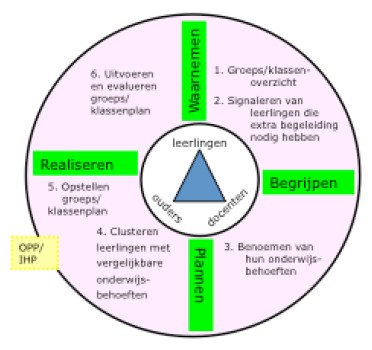 Waarnemen
1. Groeps/klassen-
overzicht
2. Signaleren van
leerlingen die
extra begeleiding
nodig hebben
Begrijpen
3. Benoemen van
hun onderwijs-
behoeften
Plannen
4. Clusteren
leerlingen met
vergelijkbare
onderwijs-
behoeften
OPP/
IHP
5. Opstellen
groeps/
klassenplan
Realiseren
6. Uitvoeren
en evalueren
groeps/
klassenplan
leerlingen
ouders
docenten